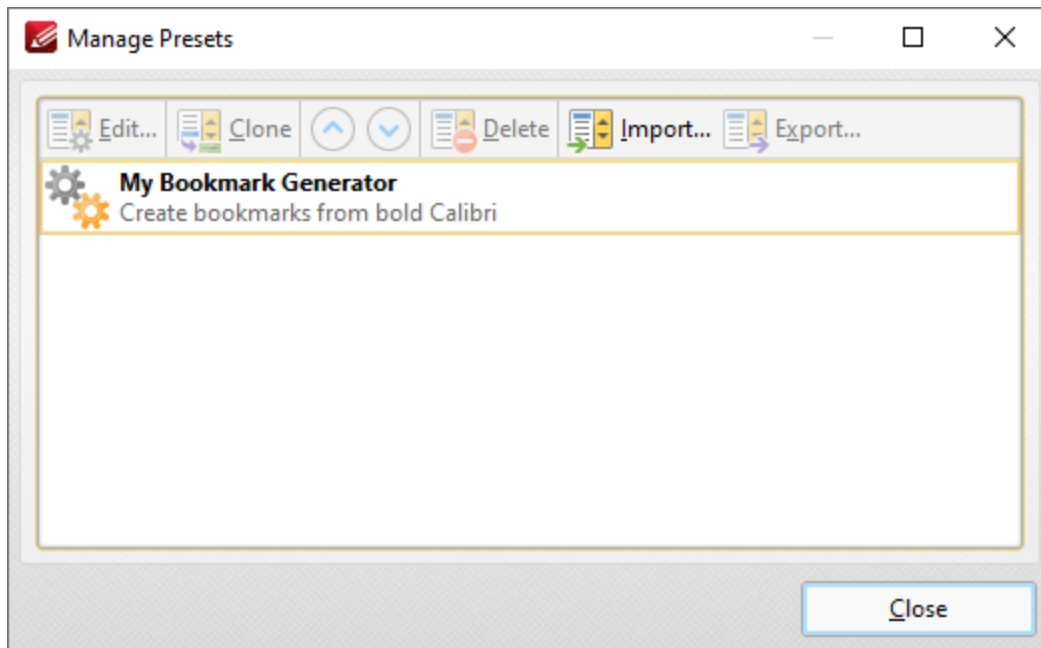 Manage Presets
Edit... Clone Delete Import... Export...
My Bookmark Generator
Create bookmarks from bold Calibri
Close